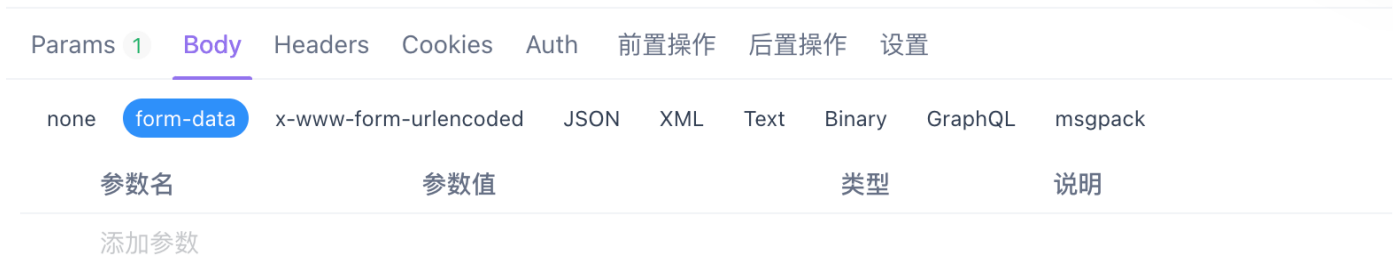 Params 1 Body Headers Cookies Auth 前置操作 后置操作 设置
none form-data x-www-form-urlencoded JSON XML Text Binary GraphQL msgpack
参数名 参数值 类型 说明
添加参数